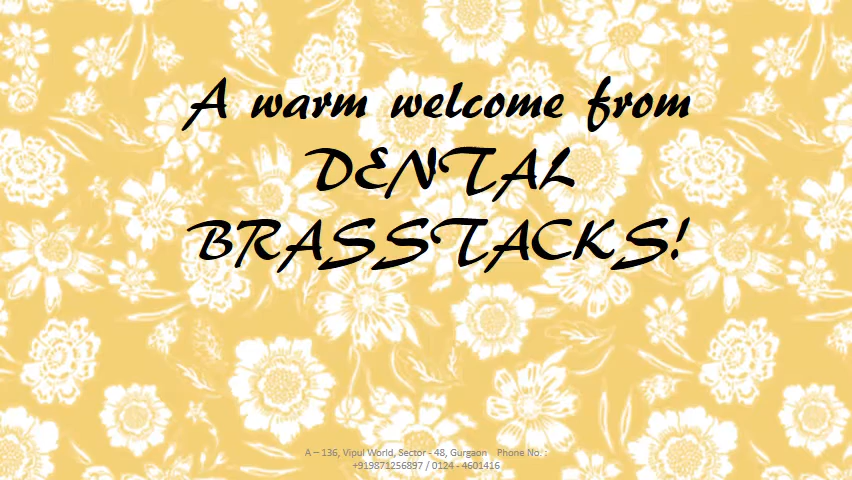 A warm welcome from
DENTAL
BRASSTACKS!
A – 136, Vipul World, Sector - 48, Gurgaon Phone No. :
+919871256897 / 0124 - 4601416